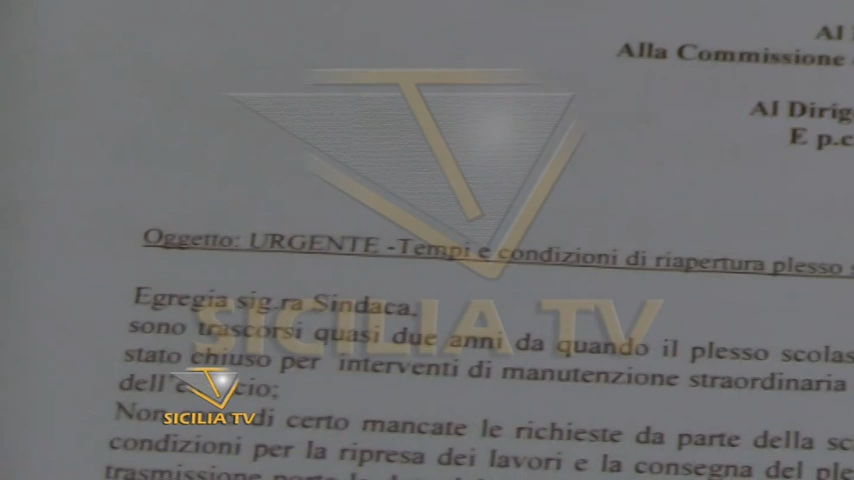 Al
Alla Commissione
Al Dirig
E p.c
Oggetto: URGENTE -Tempi e condizioni di riapertura plesso s
Egregia sig.ra Sindaca,
sono trascorsi quasi due anni da quando il plesso scolas
stato chiuso per interventi di manutenzione straordinaria
dell' cio;
Non di certo mancate le richieste da parte della sc
condizioni per la ripresa dei lavori e la consegna del ple
trasmissione
SICILIA TV
SICILIA TV